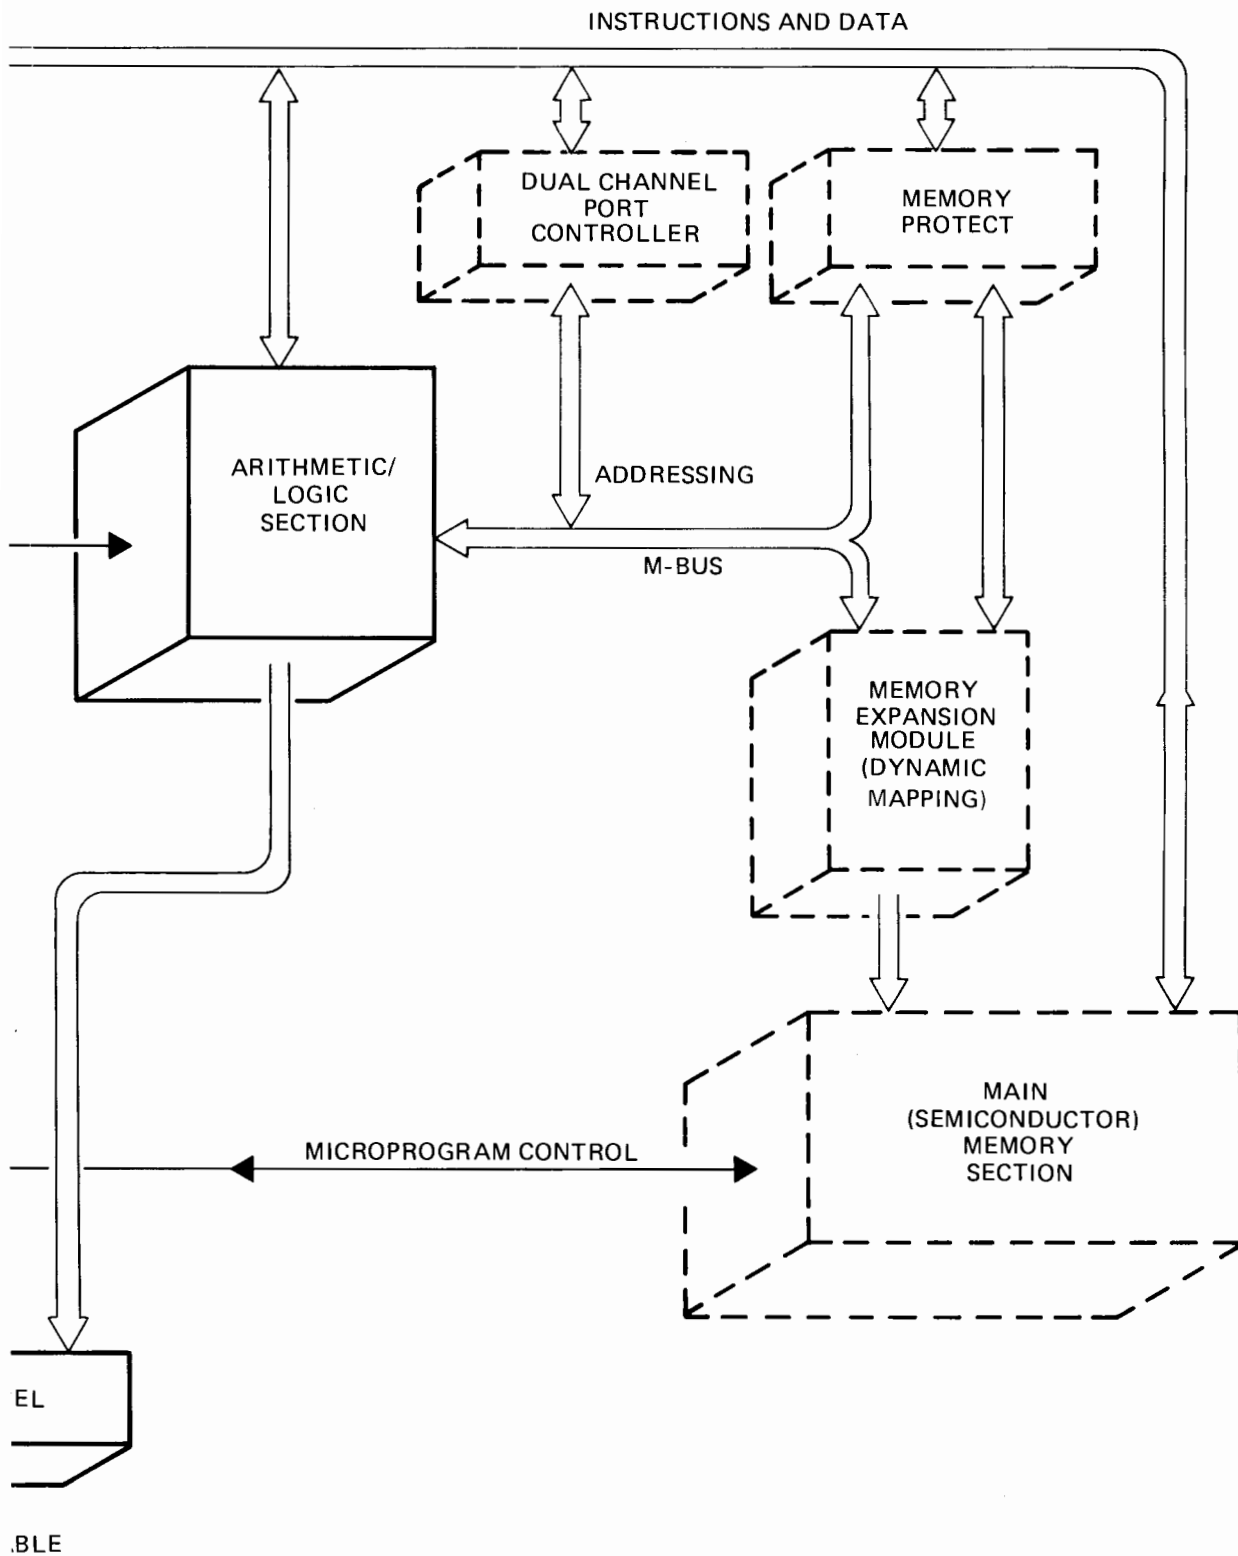 INSTRUCTIONS AND DATA
DUAL CHANNEL
PORT
CONTROLLER
MEMORY
PROTECT
ARITHMETIC/
LOGIC
SECTION
ADDRESSING
M-BUS
MEMORY
EXPANSION
MODULE
(DYNAMIC
MAPPING)
MAIN
(SEMICONDUCTOR)
MEMORY
SECTION
MICROPROGRAM CONTROL
EL
BLE